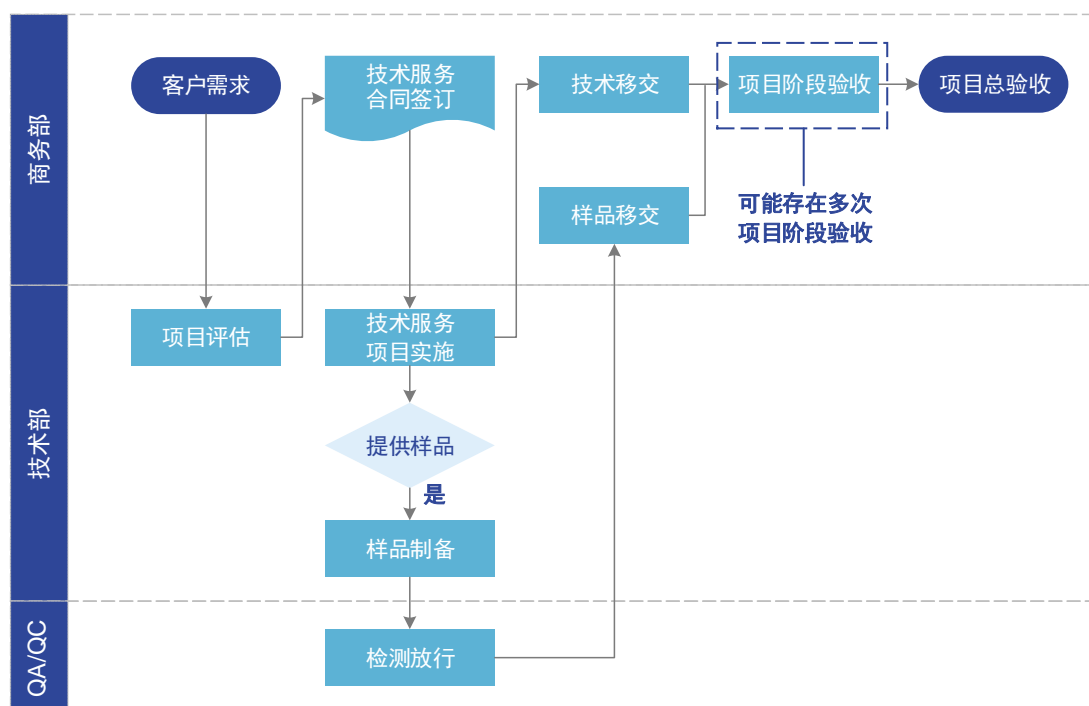 商务部
客户需求
技术服务
合同签订
技术移交
项目阶段验收
项目总验收
样品移交
可能存在多次
项目阶段验收
技术部
项目评估
技术服务
项目实施
提供样品
是
样品制备
QA/QC
检测放行